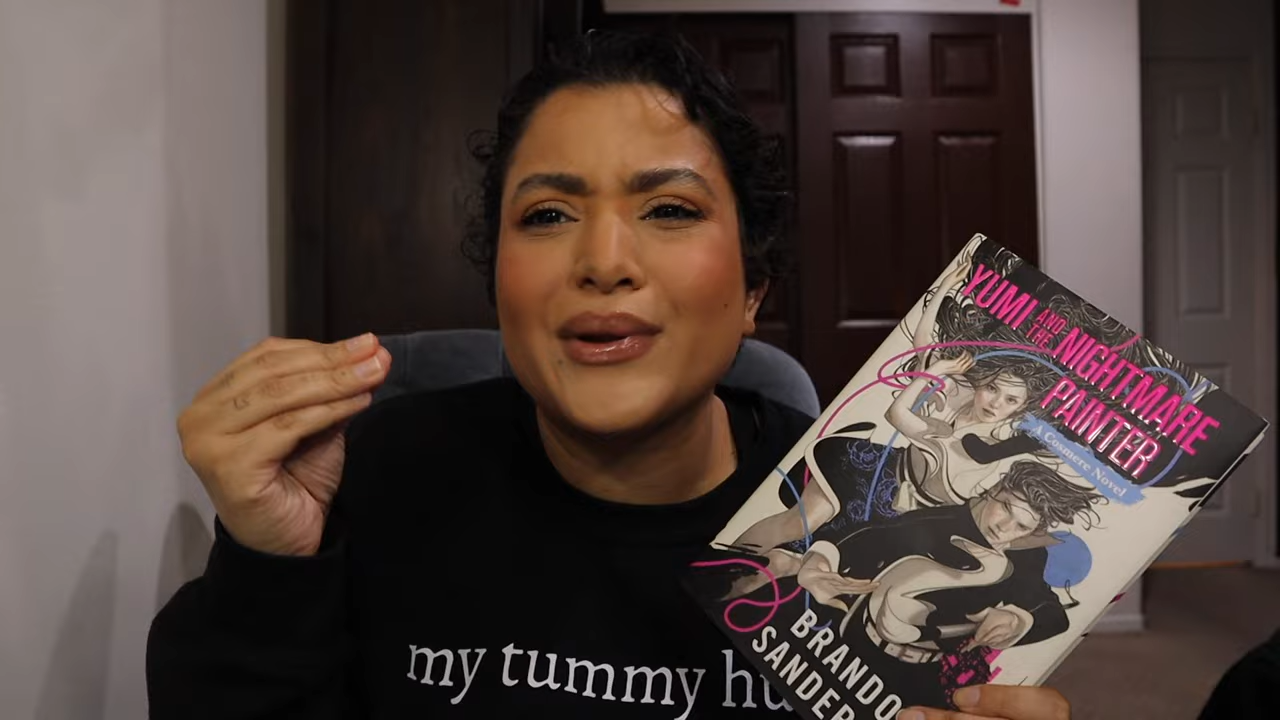 YUMI
AND
THE
NIGHTMARE
PAINTER
A Cosmere Novel
BRANDO
SANDER
my tummy hu